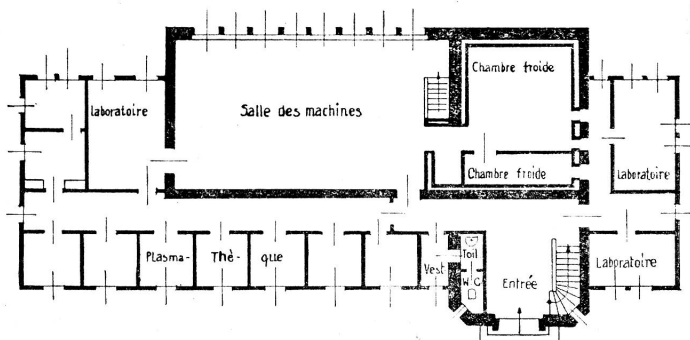 Chambre froide
Laboratoire
Salle des machines
Chambre froide
Laboratoire
Plasma- Thè- que
Vest
Toil
W.C
Entrée
Laboratoire